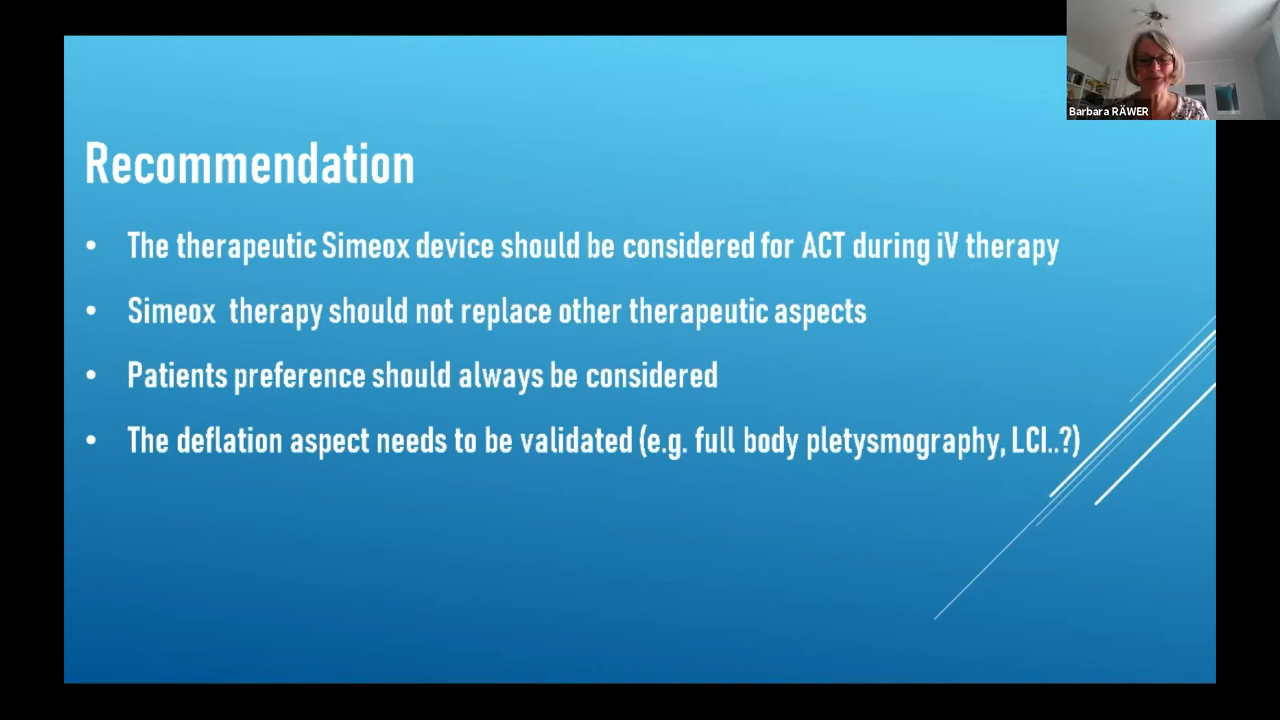 Barbara RÄWER
Recommendation
• The therapeutic Simeox device should be considered for ACT during iV therapy
• Simeox therapy should not replace other therapeutic aspects
• Patients preference should always be considered
• The deflation aspect needs to be validated (e.g. full body pletysmography, LCI..?)